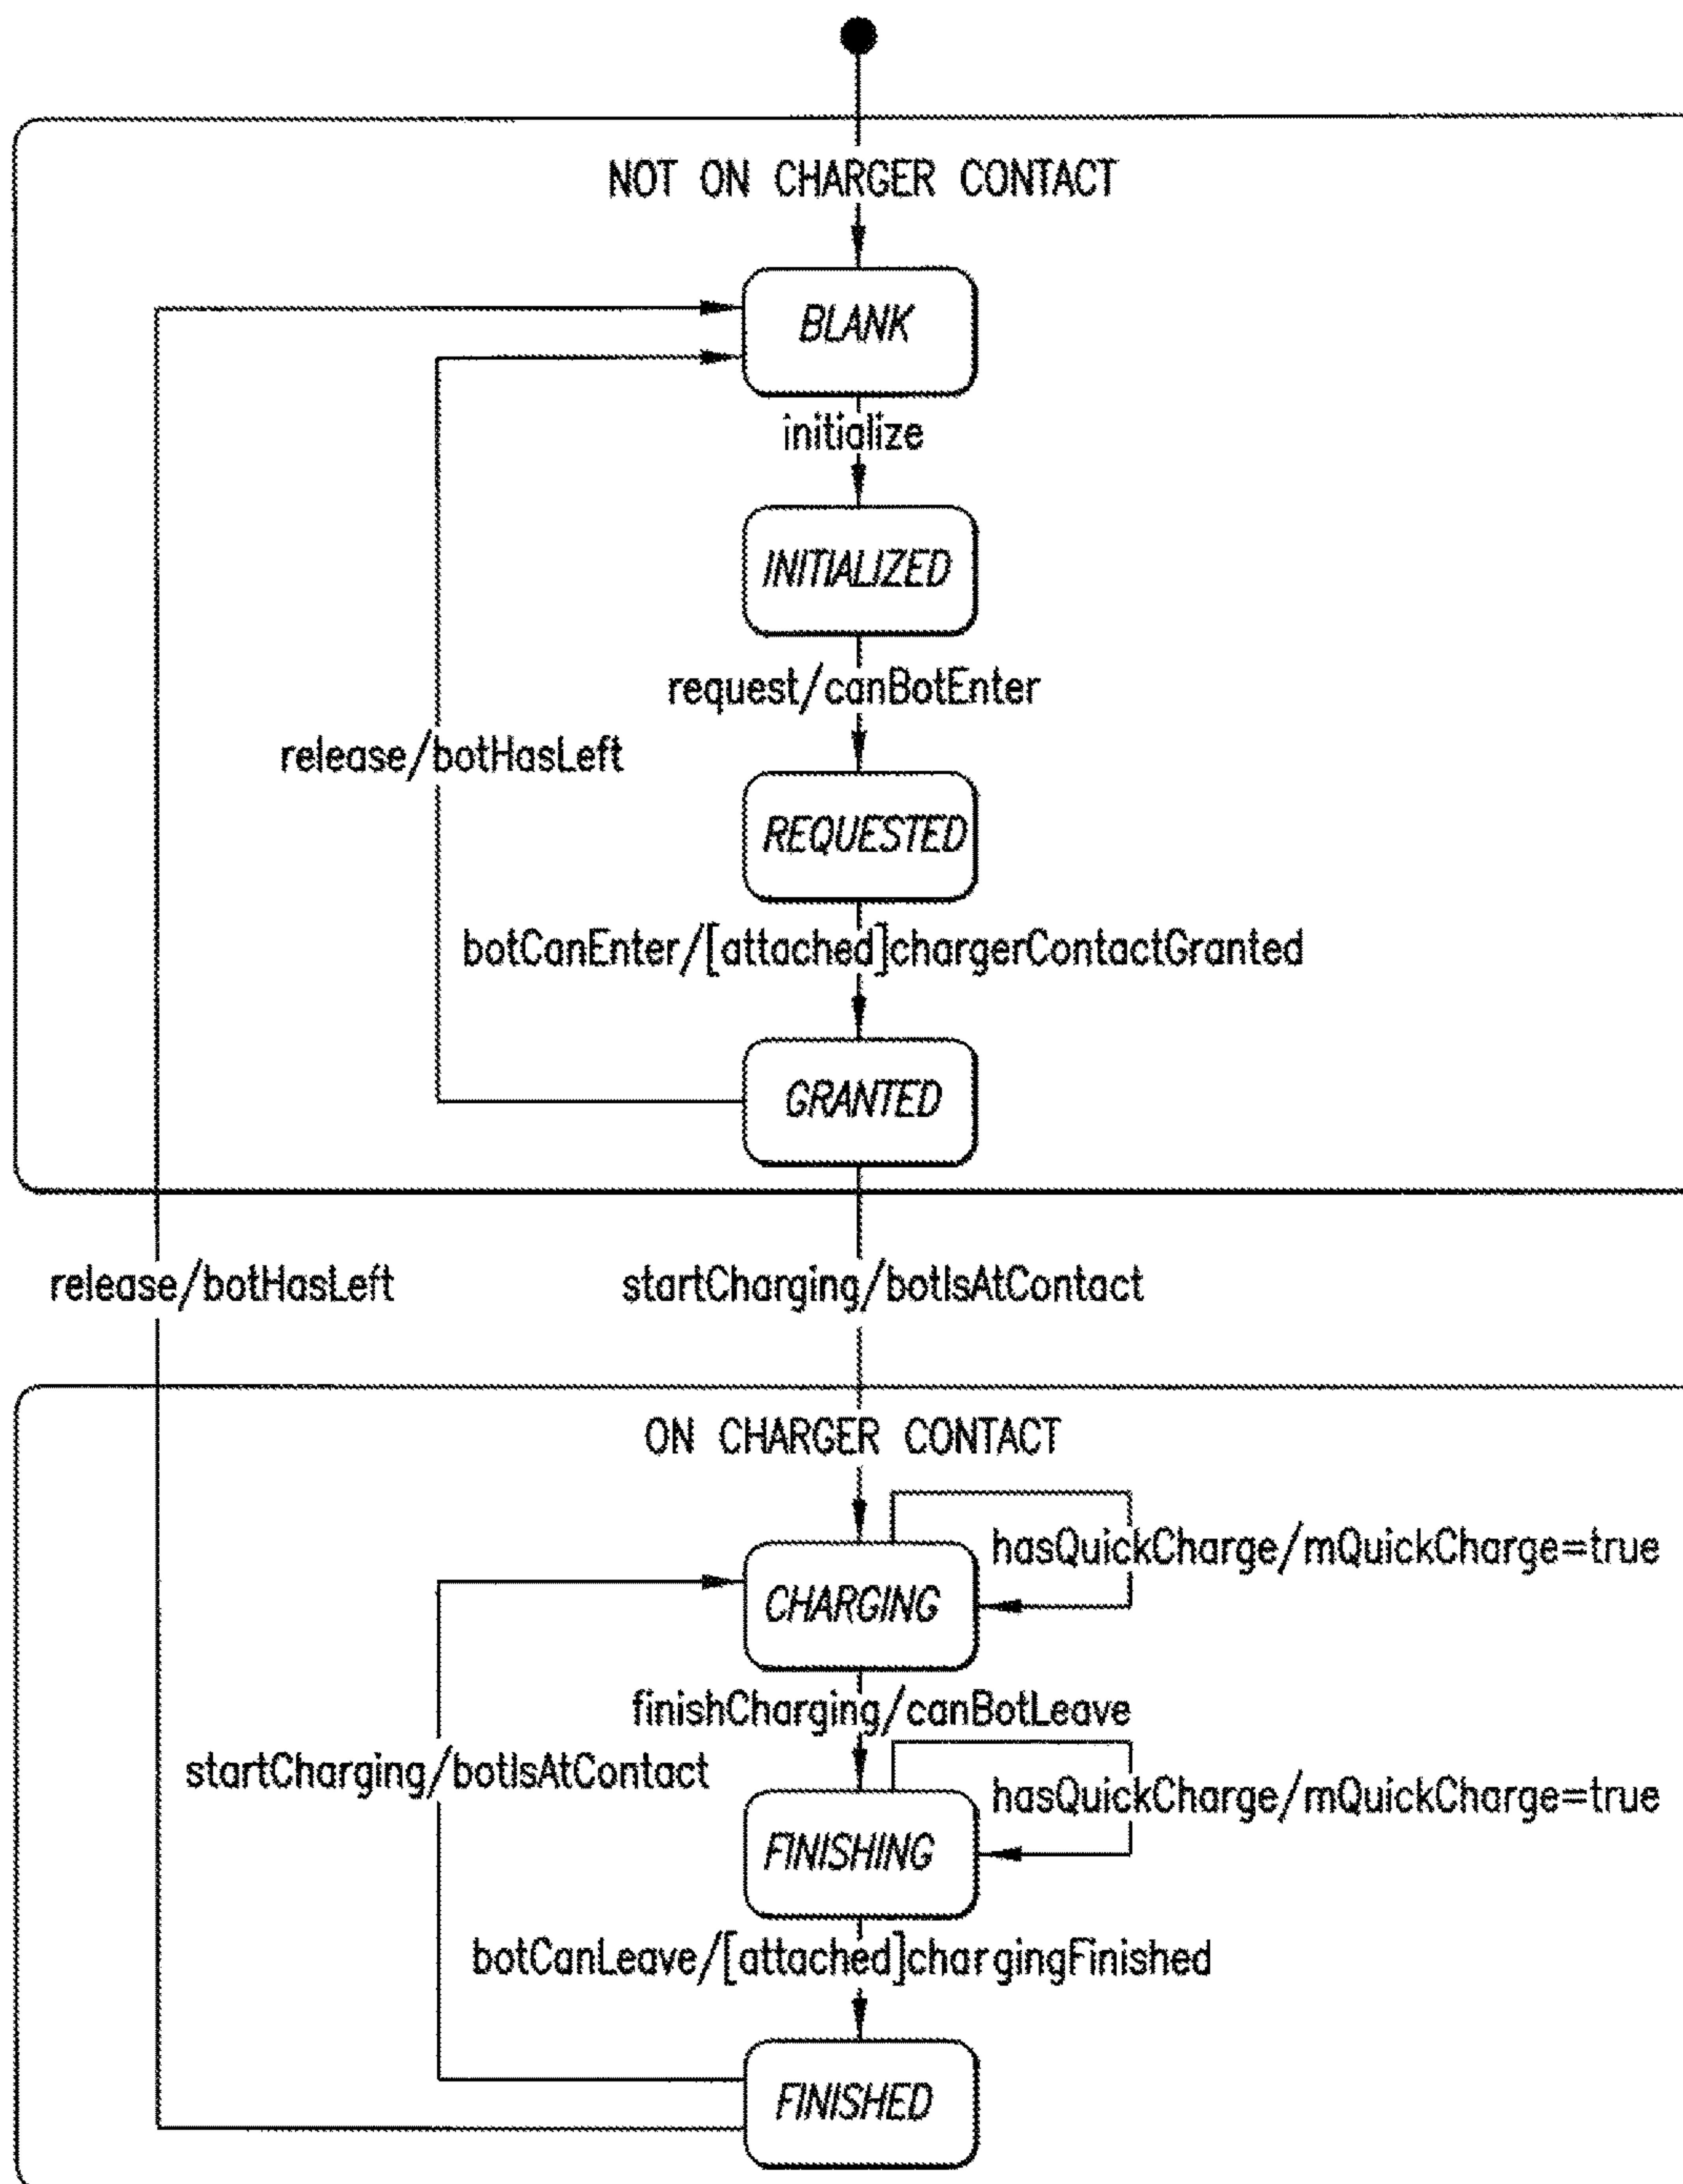 NOT ON CHARGER CONTACT
BLANK
initialize
INITIALIZED
request/canBotEnter
release/botHasLeft
REQUESTED
botCanEnter/[attached]chargerContactGranted
GRANTED
release/botHasLeft
startCharging/botIsAtContact
ON CHARGER CONTACT
hasQuickCharge/mQuickCharge=true
CHARGING
finishCharging/canBotLeave
startCharging/botIsAtContact
hasQuickCharge/mQuickCharge=true
FINISHING
botCanLeave/[attached]chargingFinished
FINISHED